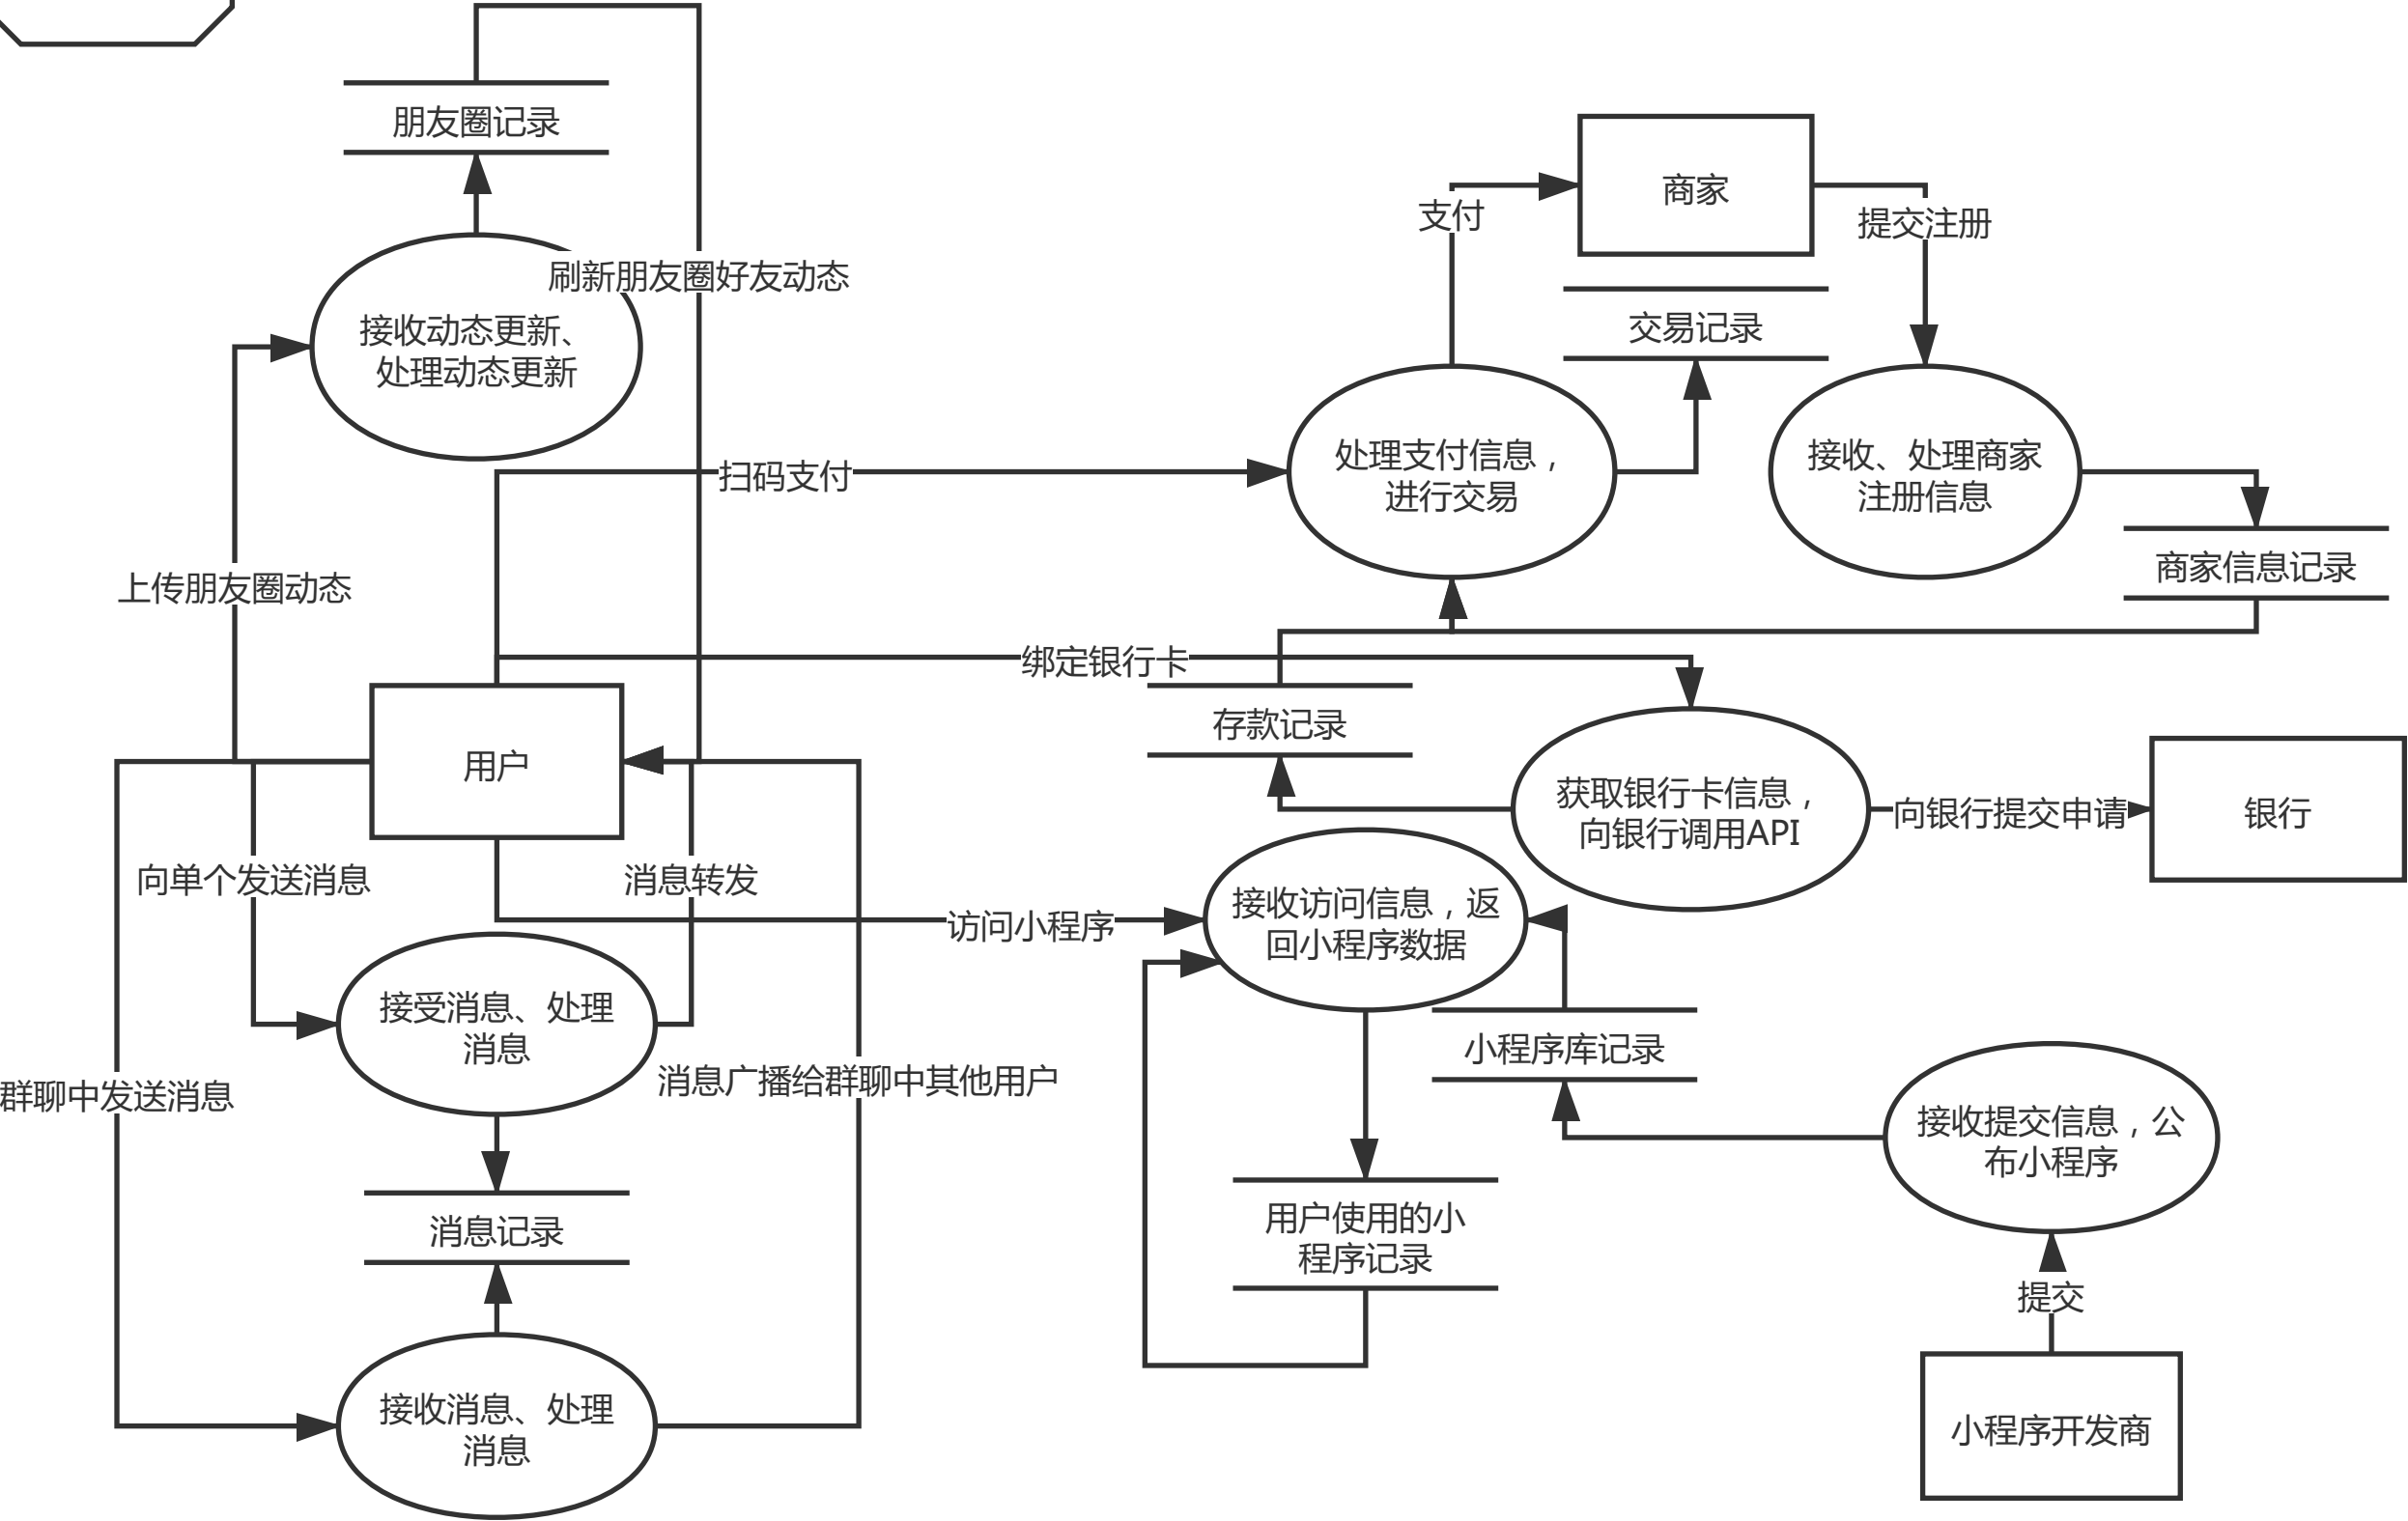 朋友圈记录
刷新朋友圈好友动态
接收动态更新、
处理动态更新
商家
支付
提交注册
交易记录
扫码支付
处理支付信息，
进行交易
接收、处理商家
注册信息
商家信息记录
上传朋友圈动态
绑定银行卡
存款记录
用户
获取银行卡信息，
向银行调用API
向银行提交申请
银行
向单个发送消息
消息转发
访问小程序
接收访问信息，返
回小程序数据
接受消息、处理
消息
小程序库记录
群聊中发送消息
消息广播给群聊中其他用户
接收提交信息，公
布小程序
消息记录
用户使用的小
程序记录
提交
接收消息、处理
消息
小程序开发商